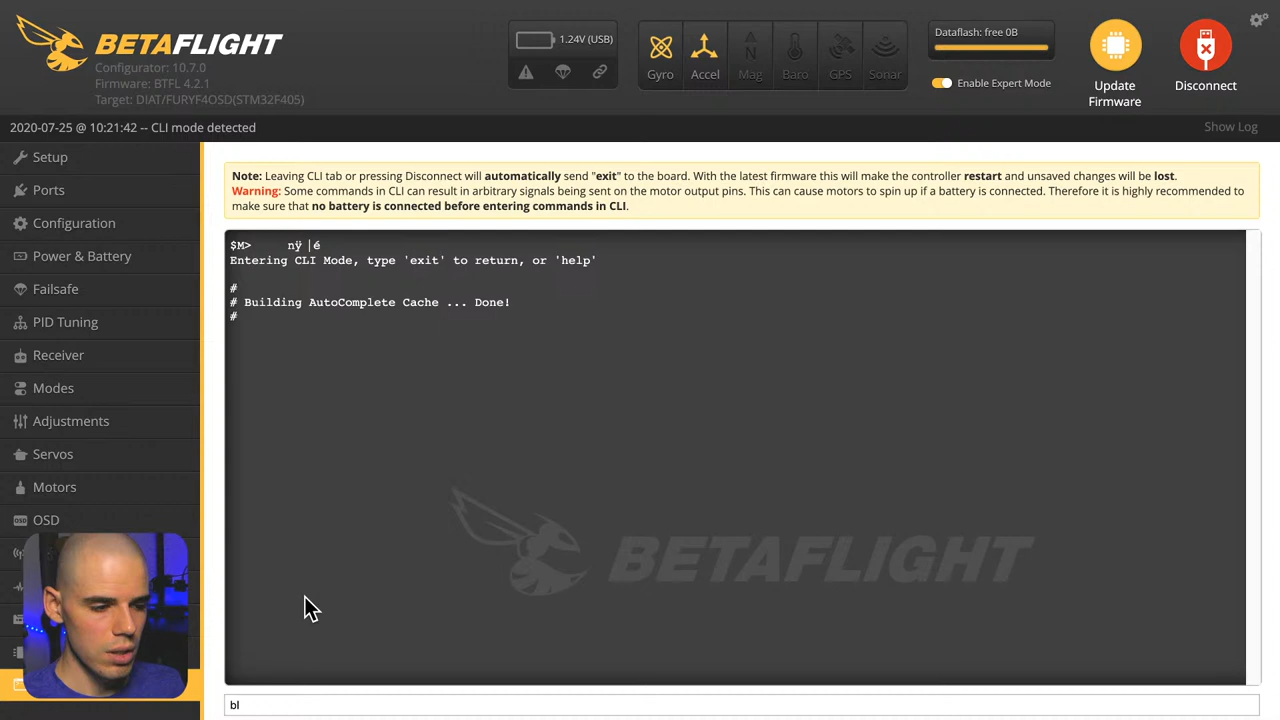 BETAFLIGHT
Configurator: 10.7.0
Firmware: BTFL 4.2.1
Target: DIAT/FURYF4OSD(STM32F405)
1.24V (USB)
Gyro
Accel
Mag
Baro
GPS
Sonar
Dataflash: free 0B
Enable Expert Mode
Update
Firmware
Disconnect
2020-07-25 @ 10:21:42 -- CLI mode detected
Show Log
Setup
Ports
Configuration
Power & Battery
Failsafe
PID Tuning
Receiver
Modes
Adjustments
Servos
Motors
OSD
Note: Leaving CLI tab or pressing Disconnect will automatically send "exit" to the board. With the latest firmware this will make the controller restart and unsaved changes will be lost.
Warning: Some commands in CLI can result in arbitrary signals being sent on the motor output pins. This can cause motors to spin up if a battery is connected. Therefore it is highly recommended to
make sure that no battery is connected before entering commands in CLI.
$M> nÿ |é
Entering CLI Mode, type 'exit' to return, or 'help'
#
# Building AutoComplete Cache ... Done!
#
BETAFLIGHT
bl